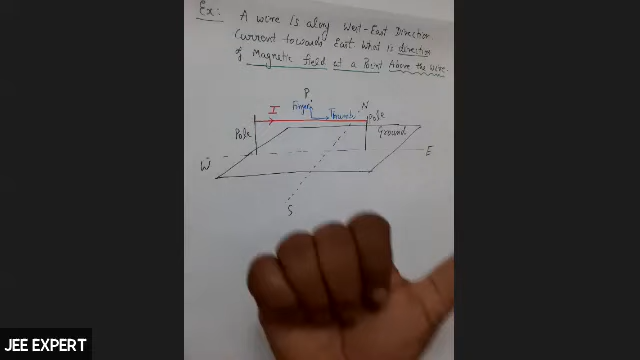 Ex: A wire is along West-East Direction.
Current towards East. What is direction
of Magnetic field at a Point Above the wire.
P
Fingers
Thumb
N
I
Pole
Pole
Ground
W
E
S
JEE EXPERT